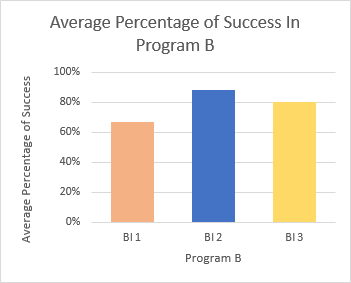 Average Percentage of Success In
Program B
Average Percentage of Success
100%
80%
60%
40%
20%
0%
BI 1
BI 2
BI 3
Program B